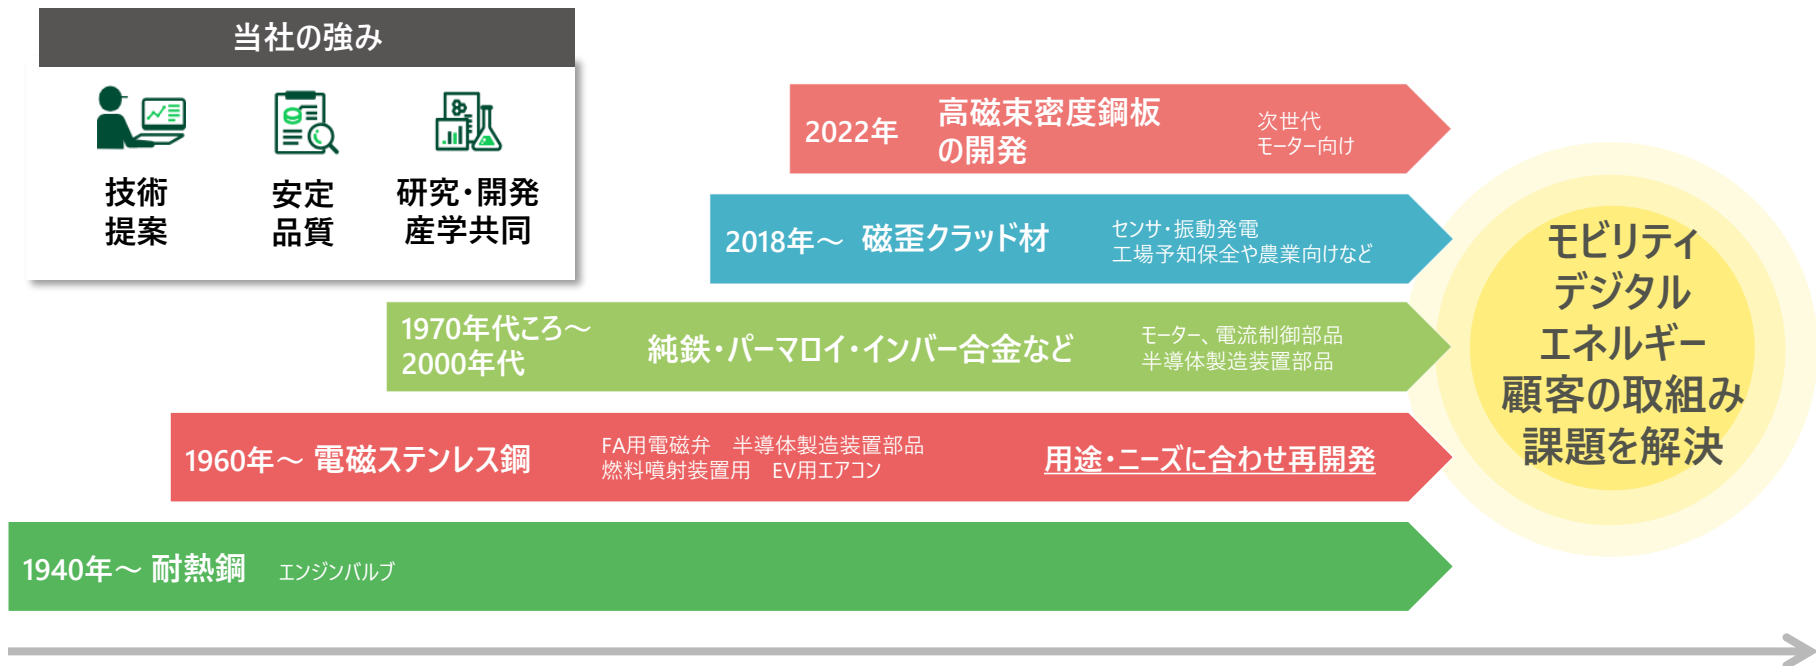 当社の強み
技術
提案
安定
品質
研究・開発
産学共同
2022年
高磁束密度鋼板
の開発
次世代
モーター向け
2018年～ 磁歪クラッド材
センサ・振動発電
工場予知保全や農業向けなど
1970年代ころ～
2000年代
純鉄・パーマロイ・インバー合金など
モーター、電流制御部品
半導体製造装置部品
1960年～ 電磁ステンレス鋼
FA用電磁弁　半導体製造装置部品
燃料噴射装置用　EV用エアコン
用途・ニーズに合わせ再開発
1940年～ 耐熱鋼 エンジンバルブ
モビリティ
デジタル
エネルギー
顧客の取組み
課題を解決